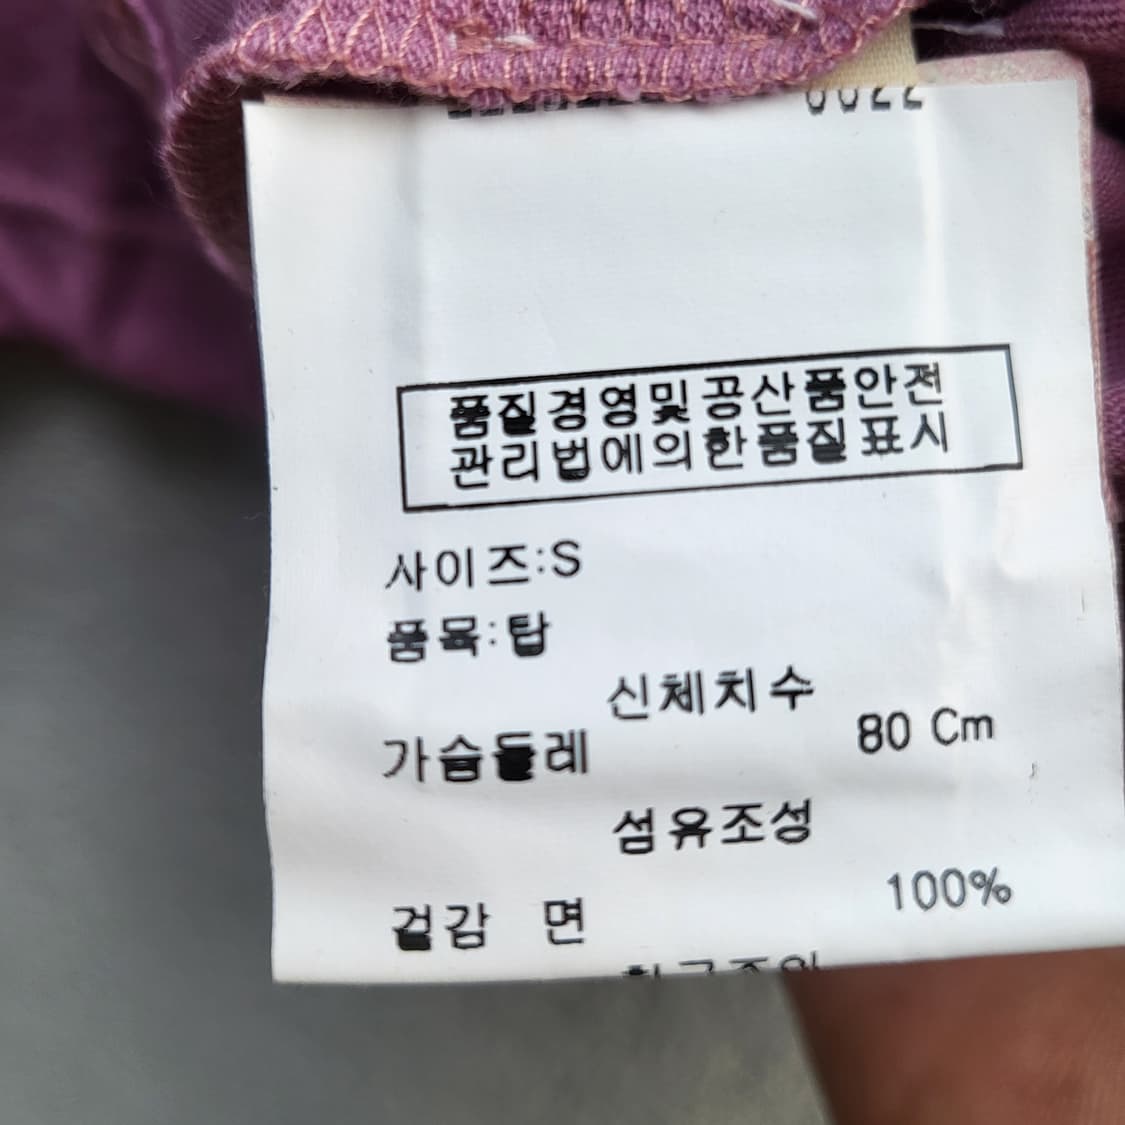 품질경영및공산품안전
관리법에의한품질표시
사이즈:S
품목:탑
신체치수
가슴둘레 80 Cm
섬유조성
겉감 면 100%